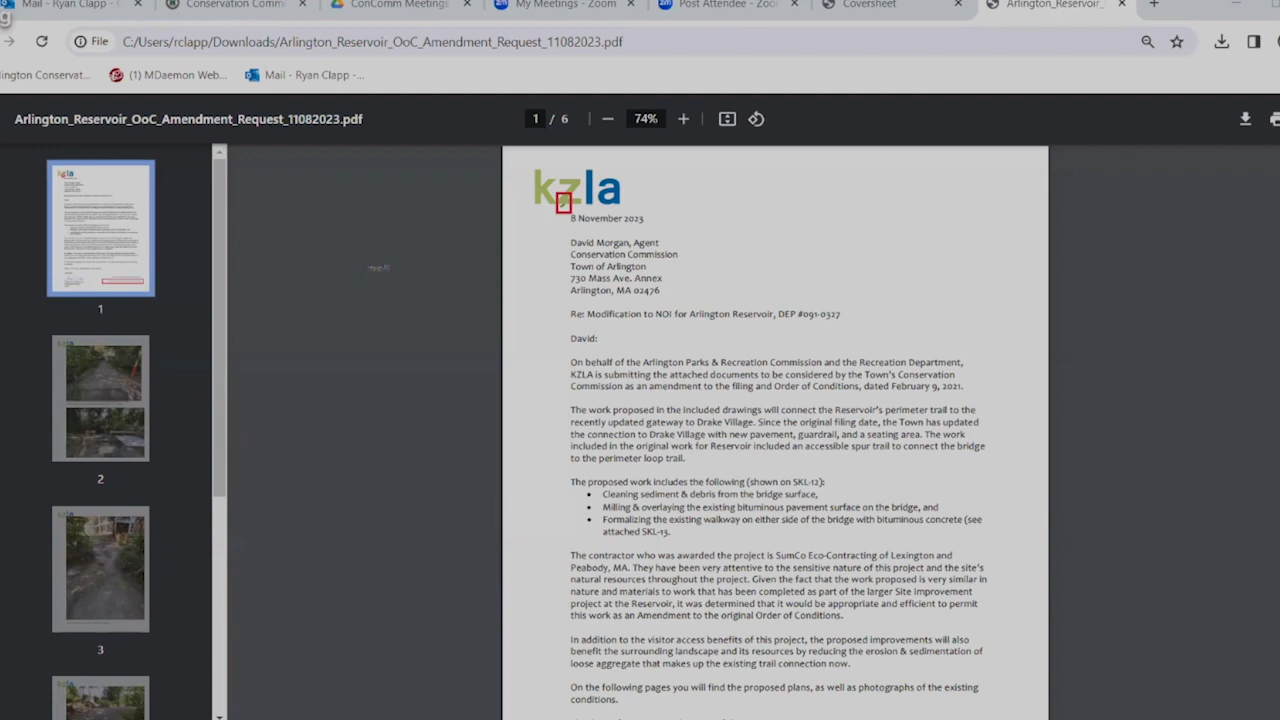 Mail - Ryan Clapp -
Conservation Comm
ConComm Meetings
My Meetings - Zoom
Post Attendee - Zoo
Coversheet
Arlington_Reservoir_
File
C:/Users/rclapp/Downloads/Arlington_Reservoir_OoC_Amendment_Request_11082023.pdf
lington Conservat...
(1) MDaemon Web...
Mail - Ryan Clapp -...
Arlington_Reservoir_OoC_Amendment_Request_11082023.pdf
1 / 6
74%
kzla
8 November 2023
David Morgan, Agent
Conservation Commission
Town of Arlington
730 Mass Ave. Annex
Arlington, MA 02476
Re: Modification to NOI for Arlington Reservoir, DEP #091-0327
David:
On behalf of the Arlington Parks & Recreation Commission and the Recreation Department,
KZLA is submitting the attached documents to be considered by the Town's Conservation
Commission as an amendment to the filing and Order of Conditions, dated February 9, 2021.
The work proposed in the included drawings will connect the Reservoir's perimeter trail to the
recently updated gateway to Drake Village. Since the original filing date, the Town has updated
the connection to Drake Village with new pavement, guardrail, and a seating area. The work
included in the original work for Reservoir included an accessible spur trail to connect the bridge
to the perimeter loop trail.
The proposed work includes the following (shown on SKL-12):
• Cleaning sediment & debris from the bridge surface,
• Milling & overlaying the existing bituminous pavement surface on the bridge, and
• Formalizing the existing walkway on either side of the bridge with bituminous concrete (see
attached SKL-13.
The contractor who was awarded the project is SumCo Eco-Contracting of Lexington and
Peabody, MA. They have been very attentive to the sensitive nature of this project and the site's
natural resources throughout the project. Given the fact that the work proposed is very similar in
nature and materials to work that has been completed as part of the larger Site Improvement
project at the Reservoir, it was determined that it would be appropriate and efficient to permit
this work as an Amendment to the original Order of Conditions.
In addition to the visitor access benefits of this project, the proposed improvements will also
benefit the surrounding landscape and its resources by reducing the erosion & sedimentation of
loose aggregate that makes up the existing trail connection now.
On the following pages you will find the proposed plans, as well as photographs of the existing
conditions.
1
2
3